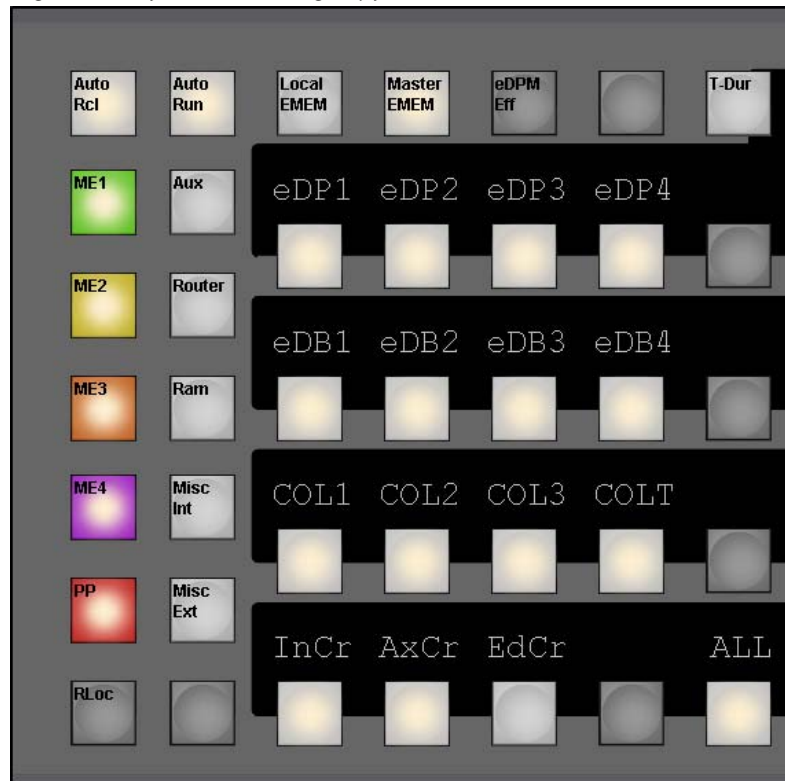 Auto Rcl
Auto Run
Local EMEM
Master EMEM
eDPM Eff
T-Dur
ME1
Aux
eDP1 eDP2 eDP3 eDP4
ME2
Router
eDB1 eDB2 eDB3 eDB4
ME3
Ram
ME4
Misc Int
COL1 COL2 COL3 COLT
PP
Misc Ext
InCr AxCr EdCr ALL
RLoc